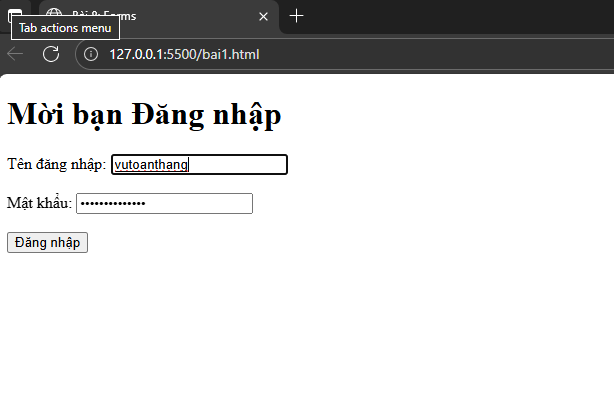 Bài 8: Forms
Tab actions menu
127.0.0.1:5500/bai1.html
Mời bạn Đăng nhập
Tên đăng nhập: vutoanthang
Mật khẩu: ••••••••••••••
Đăng nhập